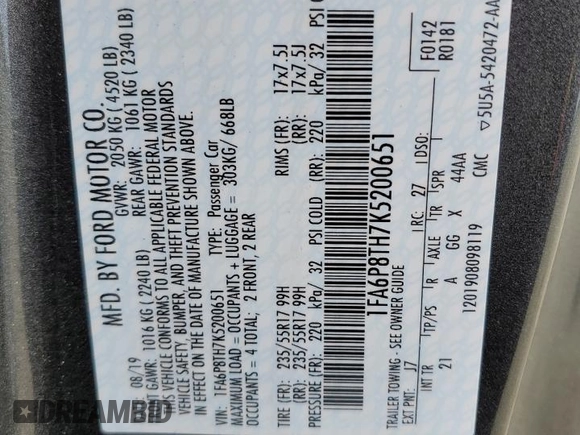 MFD. BY FORD MOTOR CO.
08/19 GVWR: 2050 KG ( 4520 LB)
FRONT GAWR: 1016 KG ( 2240 LB) REAR GAWR: 1061 KG ( 2340 LB)
THIS VEHICLE CONFORMS TO ALL APPLICABLE FEDERAL MOTOR
VEHICLE SAFETY, BUMPER, AND THEFT PREVENTION STANDARDS
IN EFFECT ON THE DATE OF MANUFACTURE SHOWN ABOVE.
VIN: 1FA6P8TH7K5200651 TYPE: Passenger Car
MAXIMUM LOAD = OCCUPANTS + LUGGAGE = 303KG/ 668LB
OCCUPANTS = 4 TOTAL; 2 FRONT, 2 REAR
TIRE (FR): 235/55R17 99H RIMS (FR): 17x7.5J
(RR): 235/55R17 99H (RR): 17x7.5J
PRESSURE (FR): 220 kPa/ 32 PSI COLD (RR): 220 kPa/ 32 PSI
1FA6P8TH7K5200651
TRAILER TOWING - SEE OWNER GUIDE
EXT PNT: J7 RC: 27 DSO: F0142
R0181
INT TR TP/PS R AXLE TR SPR
21 A GG X 44AA
1201908098119 CMC ▽5U5A-5420472-AA
DREAMBID